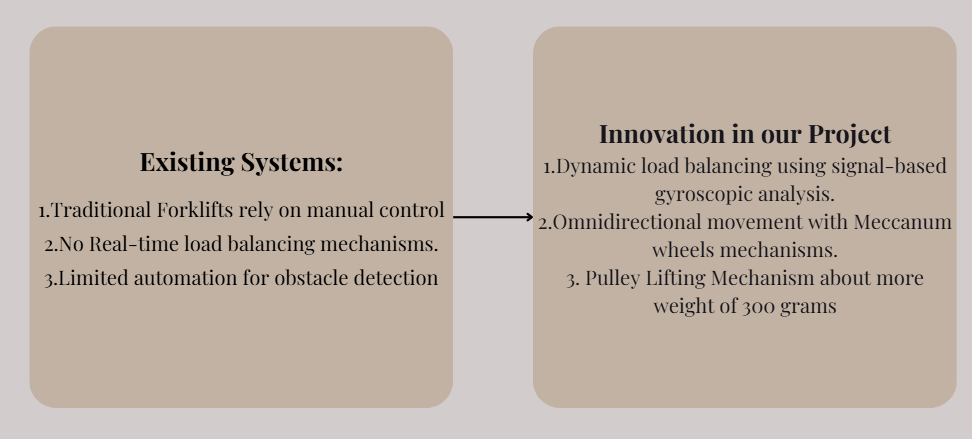 Existing Systems:
1.Traditional Forklifts rely on manual control
2.No Real-time load balancing mechanisms.
3.Limited automation for obstacle detection
Innovation in our Project
1.Dynamic load balancing using signal-based
gyroscopic analysis.
2.Omnidirectional movement with Meccanum
wheels mechanisms.
3. Pulley Lifting Mechanism about more
weight of 300 grams